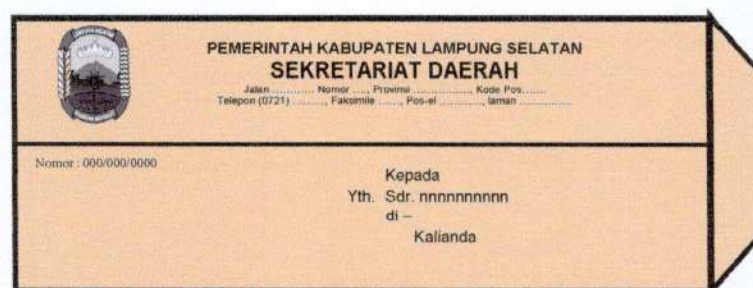 PEMERINTAH KABUPATEN LAMPUNG SELATAN
SEKRETARIAT DAERAH
Jalan ............ Nomor ...., Provinsi ................, Kode Pos.......
Telepon (0721) ........., Faksimile ......, Pos-el ............, laman ..............
Nomor : 000/000/0000
Kepada
Yth. Sdr. nnnnnnnnnn
di –
Kalianda